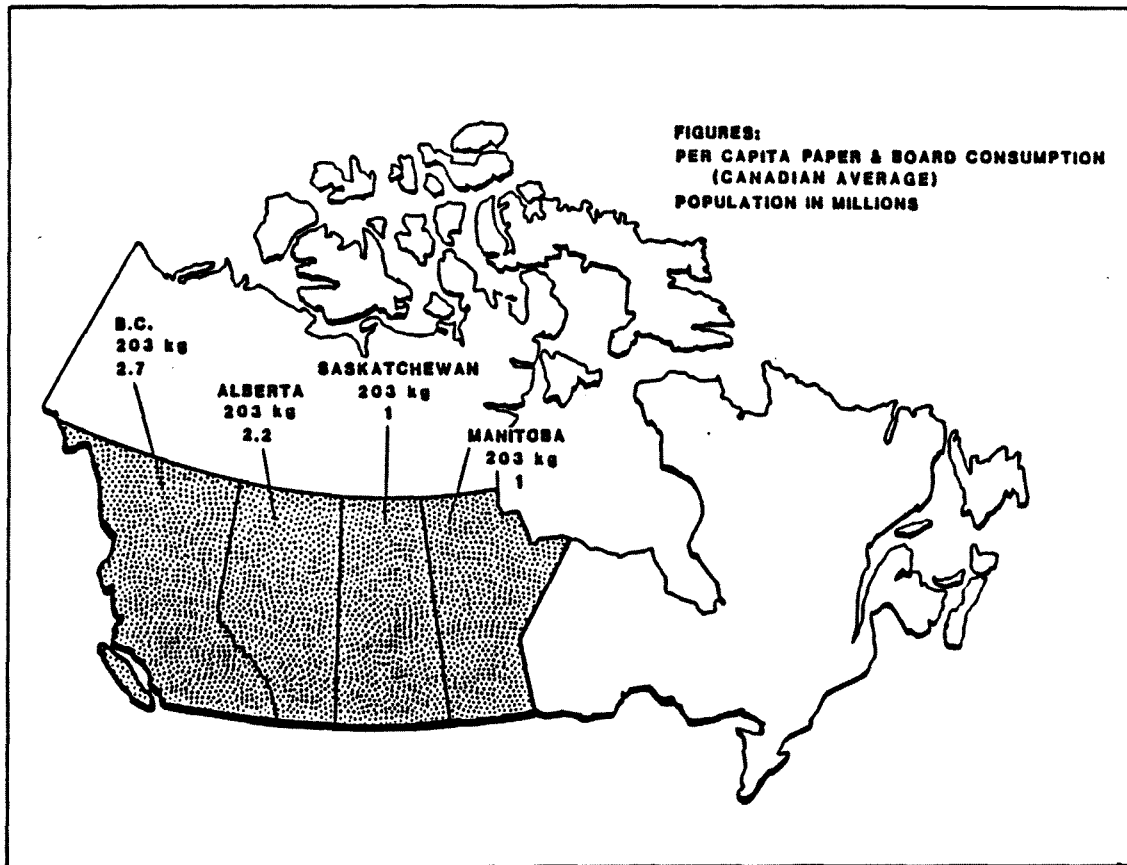 FIGURES:
PER CAPITA PAPER & BOARD CONSUMPTION
(CANADIAN AVERAGE)
POPULATION IN MILLIONS
B.C.
203 kg
2.7
ALBERTA
203 kg
2.2
SASKATCHEWAN
203 kg
1
MANITOBA
203 kg
1